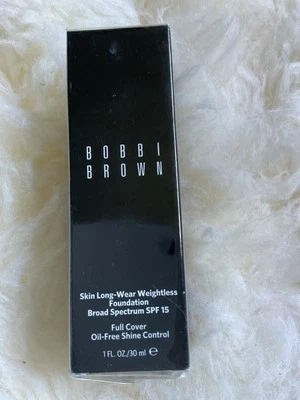 BOBBI
BROWN
Skin Long-Wear Weightless
Foundation
Broad Spectrum SPF 15
Full Cover
Oil-Free Shine Control
1 FL. OZ./30 ml ℮